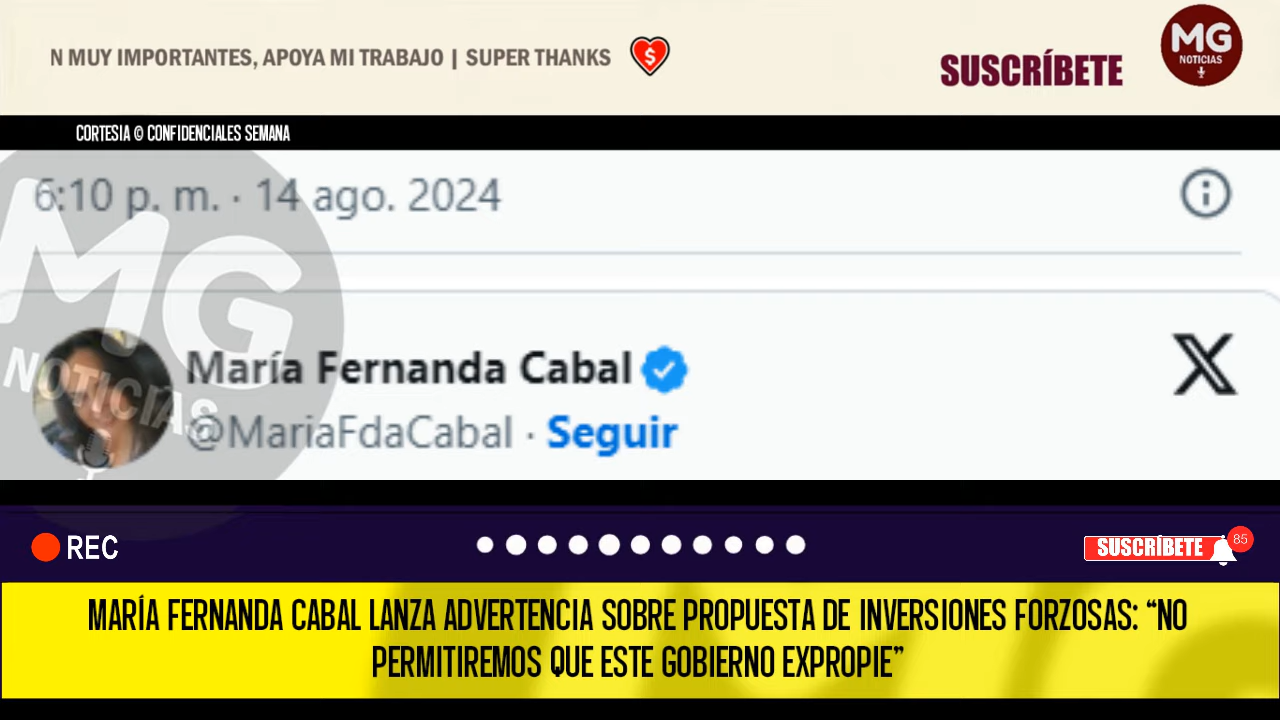 N MUY IMPORTANTES, APOYA MI TRABAJO | SUPER THANKS
$
SUSCRÍBETE
MG
NOTICIAS
CORTESIA © CONFIDENCIALES SEMANA
6:10 p. m. · 14 ago. 2024
MG
NOTICIAS
María Fernanda Cabal
@MariaFdaCabal · Seguir
REC
SUSCRÍBETE
85
MARÍA FERNANDA CABAL LANZA ADVERTENCIA SOBRE PROPUESTA DE INVERSIONES FORZOSAS: “NO
PERMITIREMOS QUE ESTE GOBIERNO EXPROPIE”